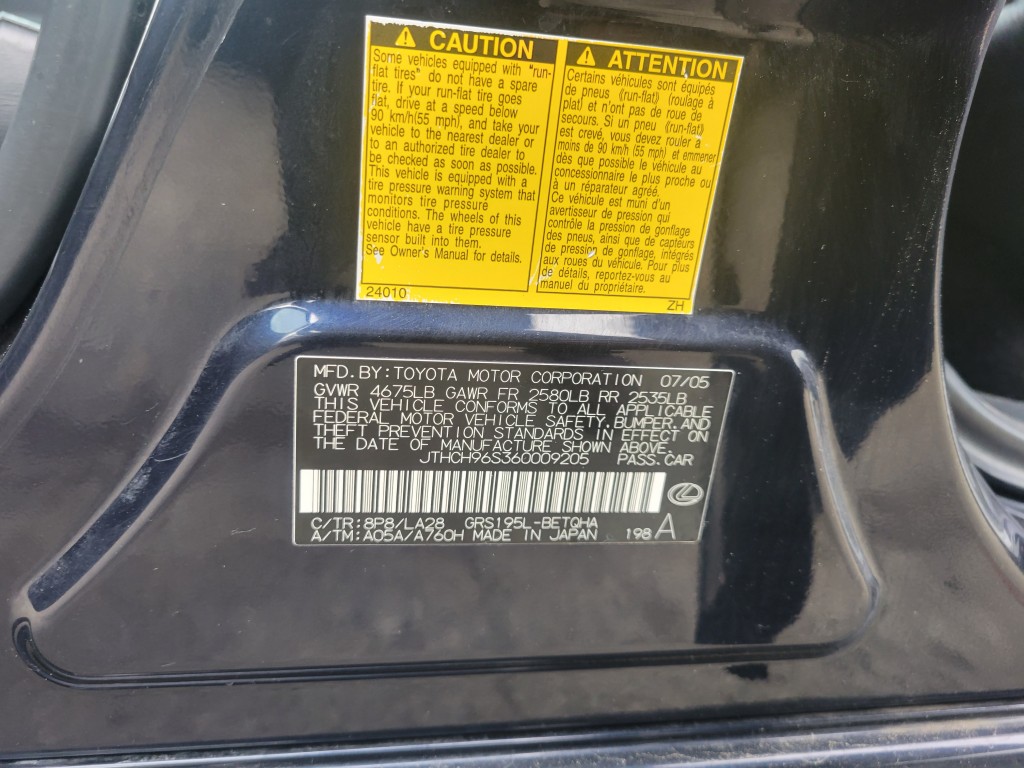 CAUTION
Some vehicles equipped with "run-
flat tires" do not have a spare
tire. If your run-flat tire goes
flat, drive at a speed below
90 km/h(55 mph), and take your
vehicle to the nearest dealer or
to an authorized tire dealer to
be checked as soon as possible.
This vehicle is equipped with a
tire pressure warning system that
monitors tire pressure
conditions. The wheels of this
vehicle have a tire pressure
sensor built into them.
See Owner's Manual for details.
24010
ATTENTION
Certains véhicules sont équipés
de pneus (run-flat) (roulage à
plat) et n'ont pas de roue de
secours. Si un pneu (run-flat)
est crevé, vous devez rouler à
moins de 90 km/h (55 mph) et emmener
dès que possible le véhicule au
concessionnaire le plus proche ou
à un réparateur agréé.
Ce véhicule est muni d'un
avertisseur de pression qui
contrôle la pression de gonflage
des pneus, ainsi que de capteurs
de pression de gonflage, intégrés
aux roues du véhicule. Pour plus
de détails, reportez-vous au
manuel du propriétaire.
ZH
MFD.BY:TOYOTA MOTOR CORPORATION 07/05
GVWR 4675LB GAWR FR 2580LB RR 2535LB
THIS VEHICLE CONFORMS TO ALL APPLICABLE
FEDERAL MOTOR VEHICLE SAFETY,BUMPER,AND
THEFT PREVENTION STANDARDS IN EFFECT ON
THE DATE OF MANUFACTURE SHOWN ABOVE.
JTHCH96S360009205 PASS.CAR
C/TR:8P8/LA28 GRS195L-BETQHA
A/TM:A05A/A760H MADE IN JAPAN 198 A